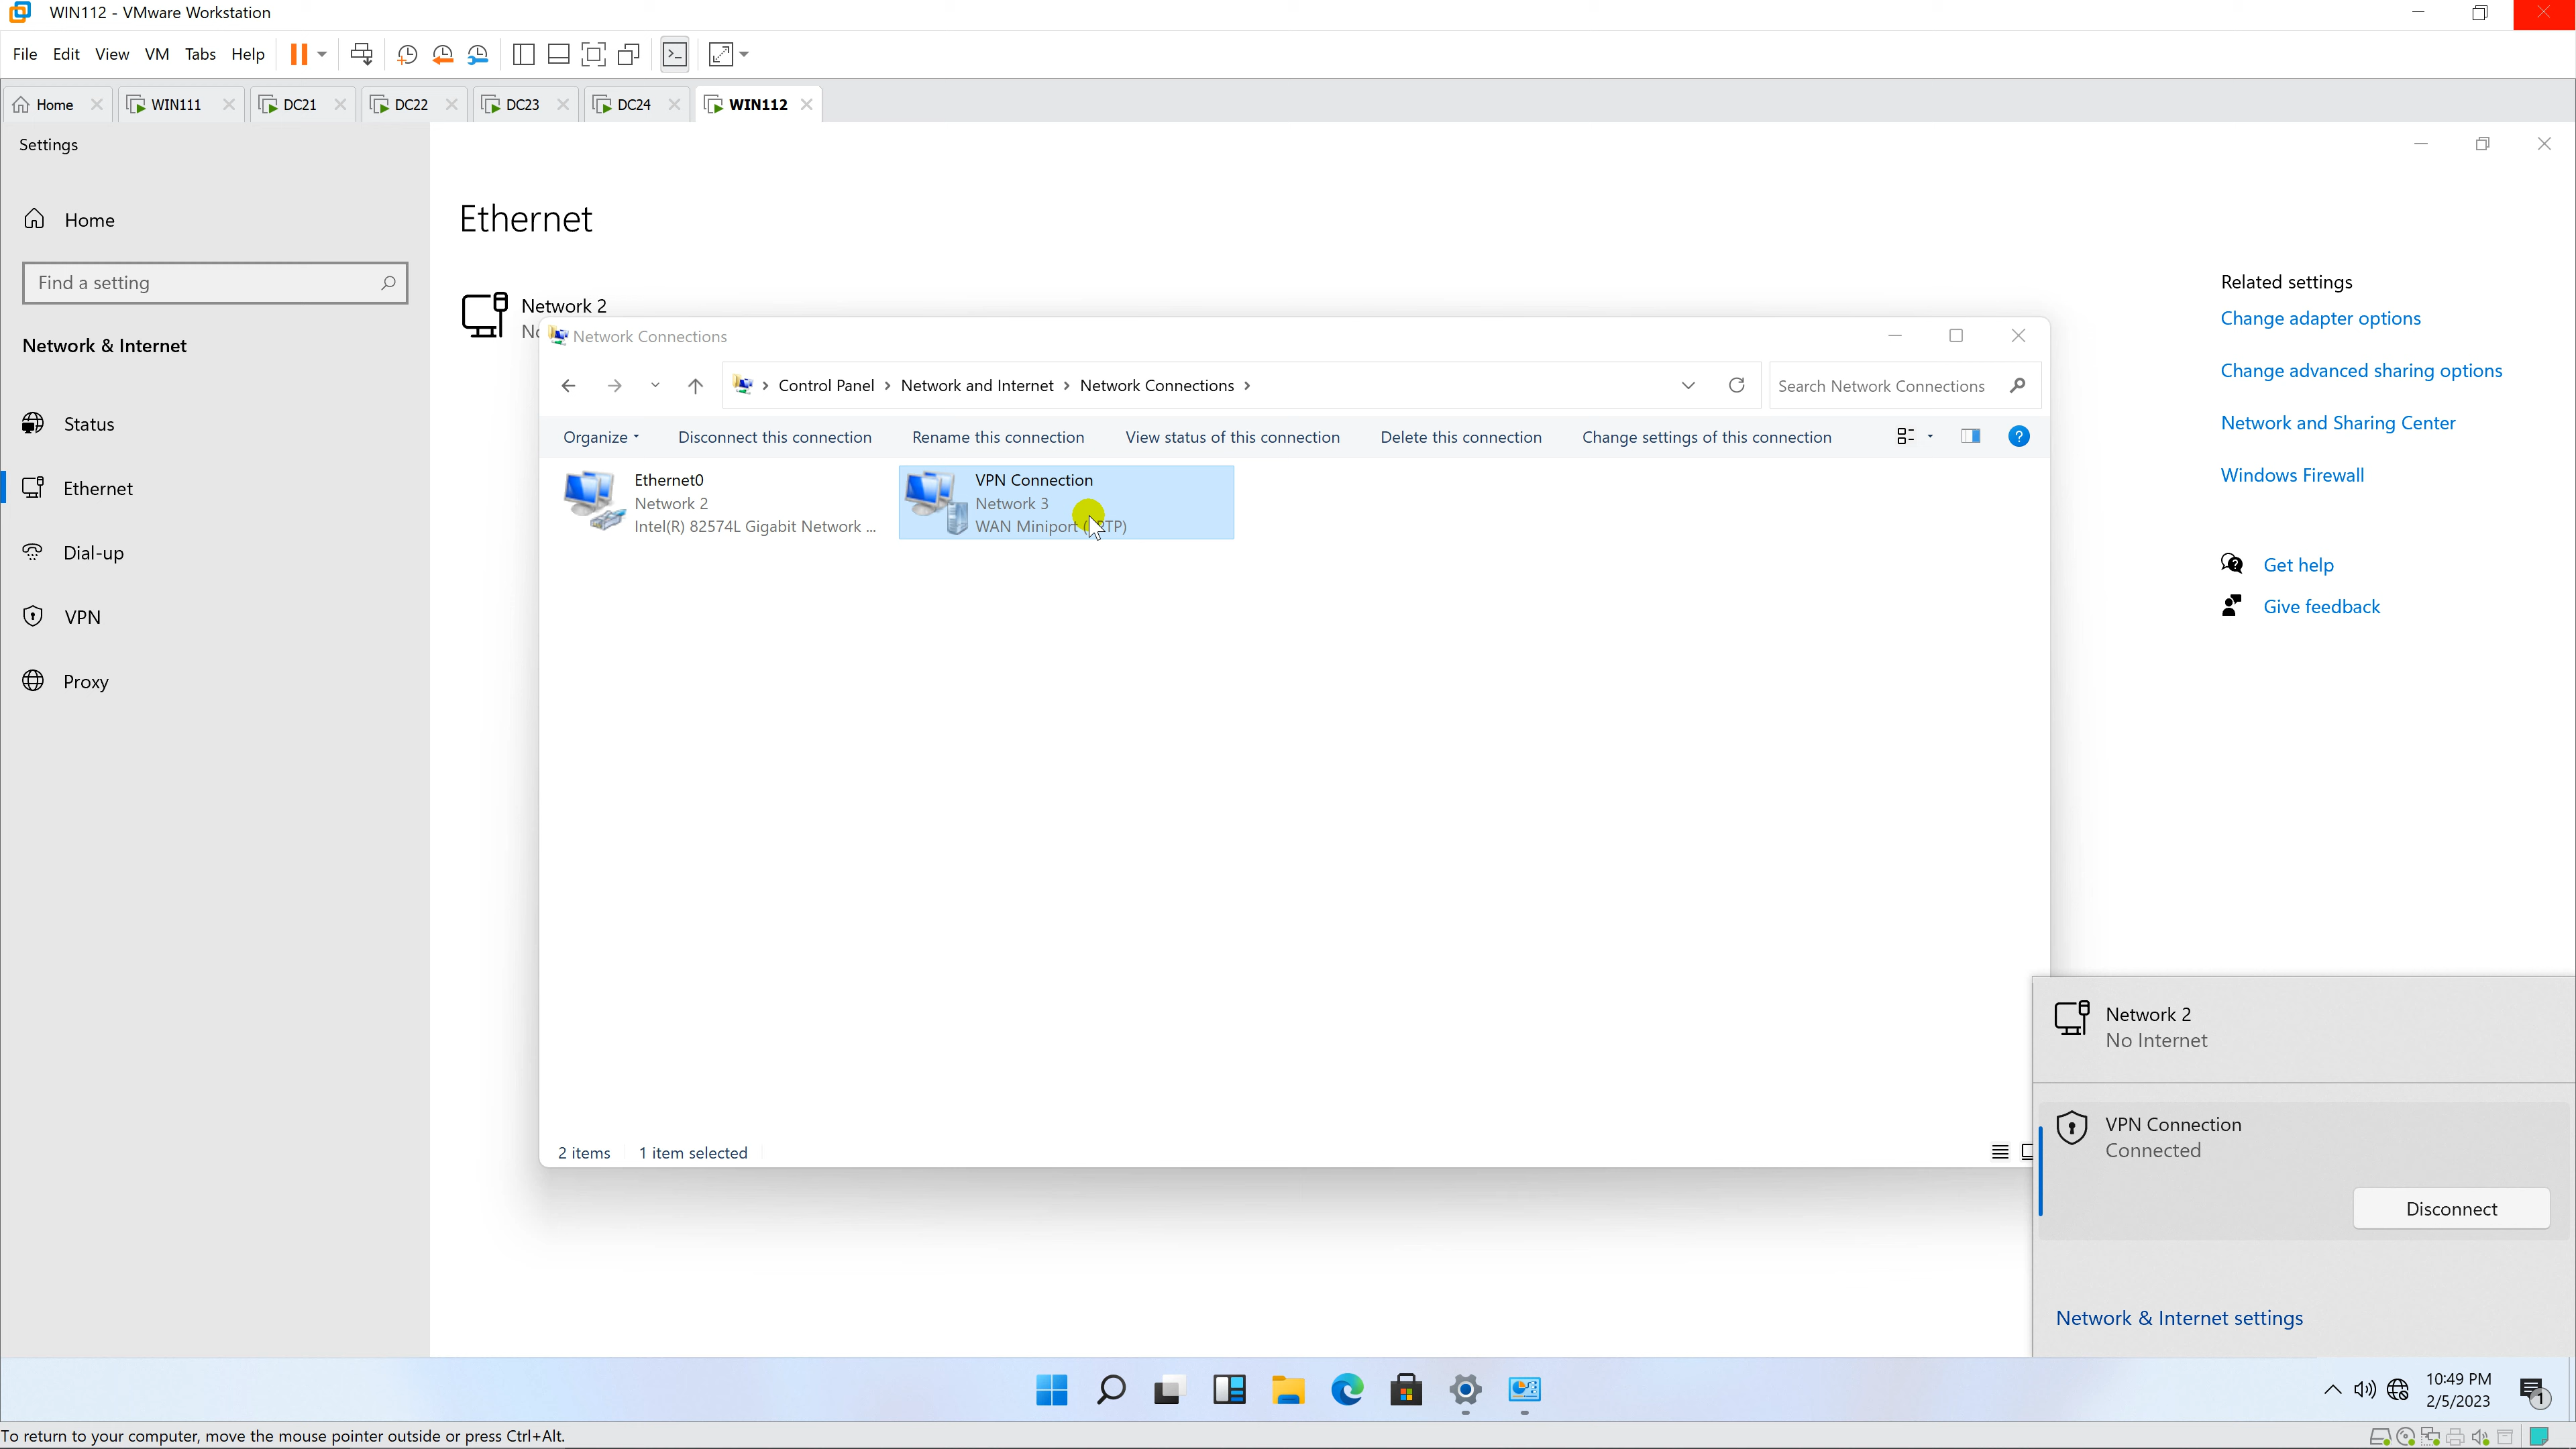 WIN112 - VMware Workstation
File Edit View VM Tabs Help
Home WIN111 DC21 DC22 DC23 DC24 WIN112
Settings
Home
Find a setting
Network & Internet
Status
Ethernet
Dial-up
VPN
Proxy
Ethernet
Network 2
Network Connections
Control Panel Network and Internet Network Connections
Search Network Connections
Organize Disconnect this connection Rename this connection View status of this connection Delete this connection Change settings of this connection
Ethernet0
Network 2
Intel(R) 82574L Gigabit Network ...
VPN Connection
Network 3
WAN Miniport
2 items 1 item selected
Related settings
Change adapter options
Change advanced sharing options
Network and Sharing Center
Windows Firewall
Get help
Give feedback
Network 2
No Internet
VPN Connection
Connected
Disconnect
Network & Internet settings
10:49 PM
2/5/2023
1
To return to your computer, move the mouse pointer outside or press Ctrl+Alt.